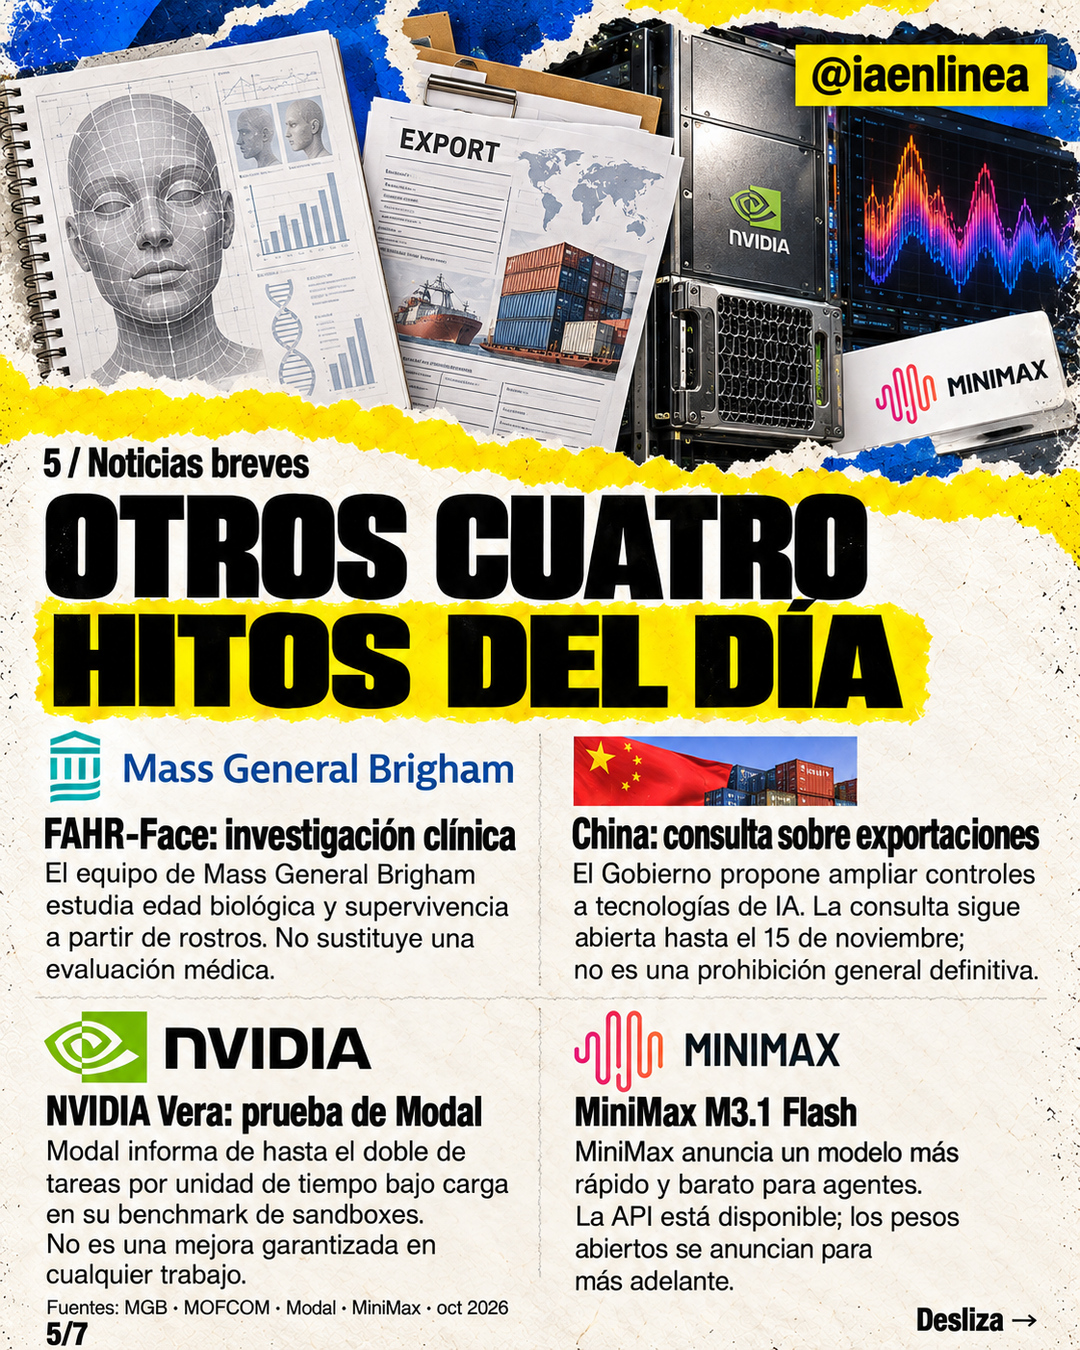 @iaenlinea
EXPORT
NVIDIA
MINIMAX
5 / Noticias breves
OTROS CUATRO
HITOS DEL DÍA
Mass General Brigham
FAHR-Face: investigación clínica
El equipo de Mass General Brigham
estudia edad biológica y supervivencia
a partir de rostros. No sustituye una
evaluación médica.
China: consulta sobre exportaciones
El Gobierno propone ampliar controles
a tecnologías de IA. La consulta sigue
abierta hasta el 15 de noviembre;
no es una prohibición general definitiva.
NVIDIA
NVIDIA Vera: prueba de Modal
Modal informa de hasta el doble de
tareas por unidad de tiempo bajo carga
en su benchmark de sandboxes.
No es una mejora garantizada en
cualquier trabajo.
MINIMAX
MiniMax M3.1 Flash
MiniMax anuncia un modelo más
rápido y barato para agentes.
La API está disponible; los pesos
abiertos se anuncian para
más adelante.
Fuentes: MGB · MOFCOM · Modal · MiniMax · oct 2026
5/7
Desliza →